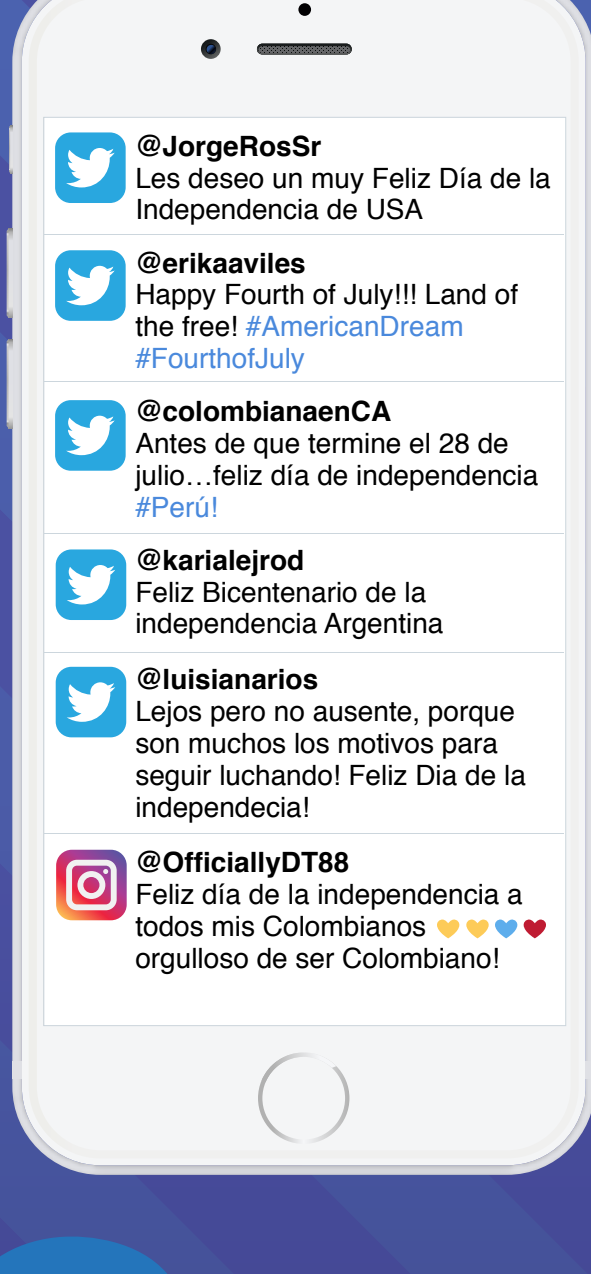 @JorgeRosSr
Les deseo un muy Feliz Día de la
Independencia de USA
@erikaaviles
Happy Fourth of July!!! Land of
the free! #AmericanDream
#FourthofJuly
@colombianaenCA
Antes de que termine el 28 de
julio…feliz día de independencia
#Perú!
@karialejrod
Feliz Bicentenario de la
independencia Argentina
@luisianarios
Lejos pero no ausente, porque
son muchos los motivos para
seguir luchando! Feliz Dia de la
independecia!
@OfficiallyDT88
Feliz día de la independencia a
todos mis Colombianos 💛💛💙❤️
orgulloso de ser Colombiano!